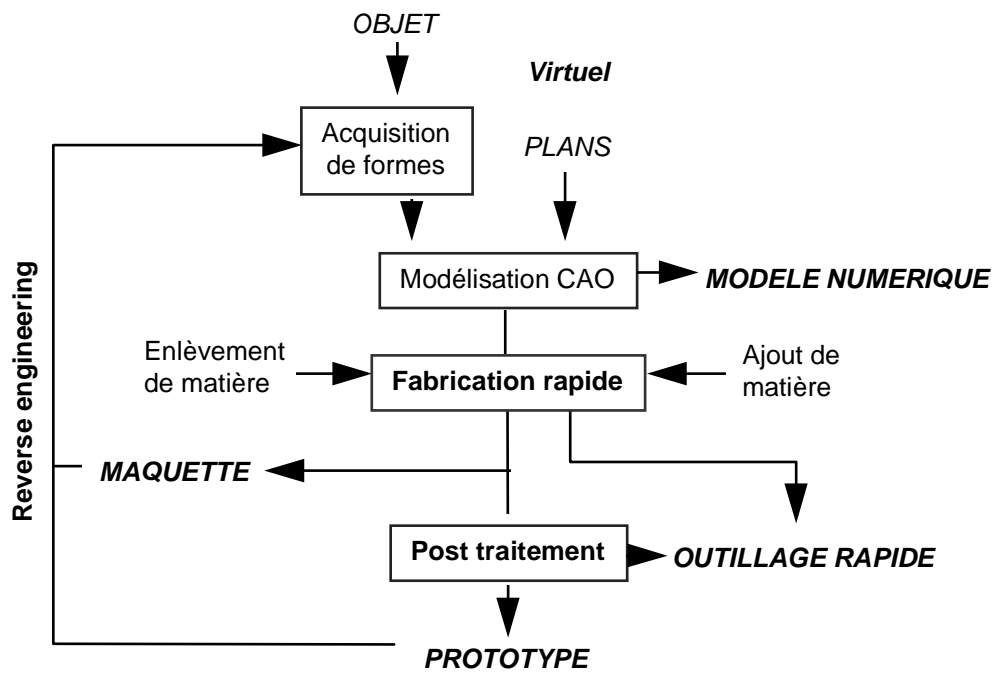 OBJET
Virtuel
Acquisition
de formes
PLANS
Modélisation CAO
MODELE NUMERIQUE
Reverse engineering
Enlèvement
de matière
Fabrication rapide
Ajout de
matière
MAQUETTE
Post traitement
OUTILLAGE RAPIDE
PROTOTYPE